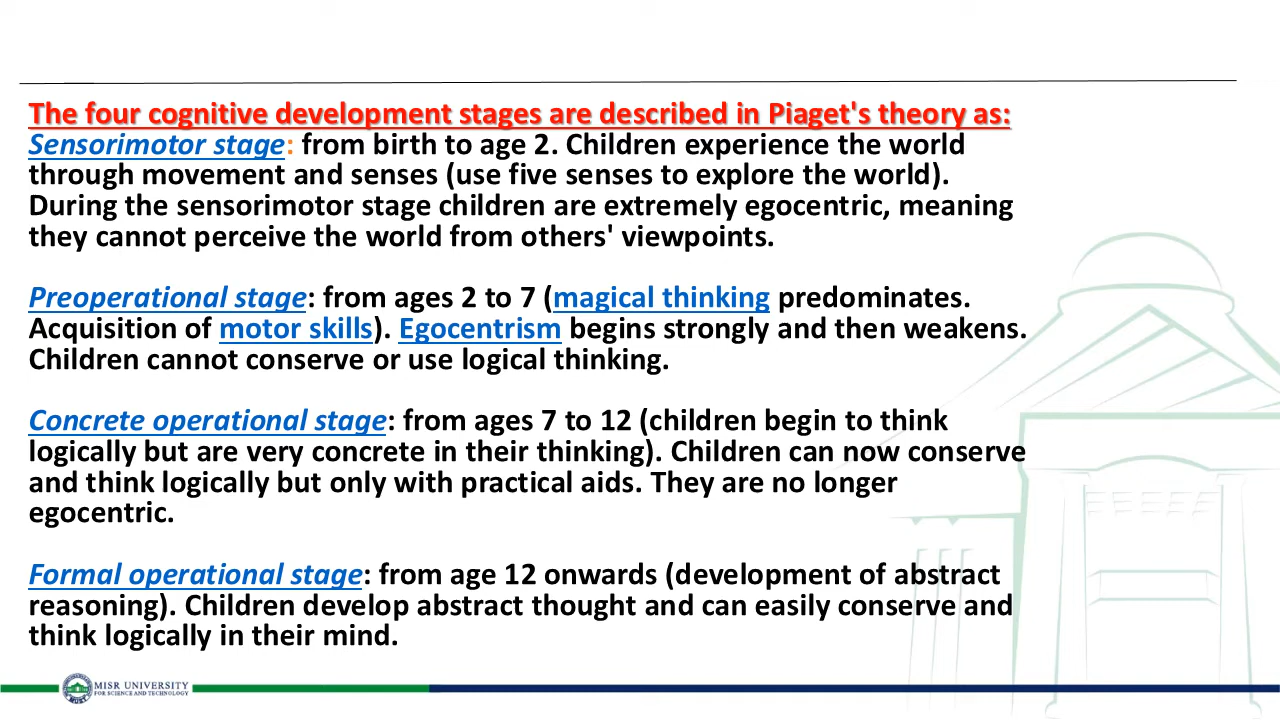 The four cognitive development stages are described in Piaget's theory as:
Sensorimotor stage: from birth to age 2. Children experience the world
through movement and senses (use five senses to explore the world).
During the sensorimotor stage children are extremely egocentric, meaning
they cannot perceive the world from others' viewpoints.
Preoperational stage: from ages 2 to 7 (magical thinking predominates.
Acquisition of motor skills). Egocentrism begins strongly and then weakens.
Children cannot conserve or use logical thinking.
Concrete operational stage: from ages 7 to 12 (children begin to think
logically but are very concrete in their thinking). Children can now conserve
and think logically but only with practical aids. They are no longer
egocentric.
Formal operational stage: from age 12 onwards (development of abstract
reasoning). Children develop abstract thought and can easily conserve and
think logically in their mind.
MISR UNIVERSITY
FOR SCIENCE AND TECHNOLOGY
MUST